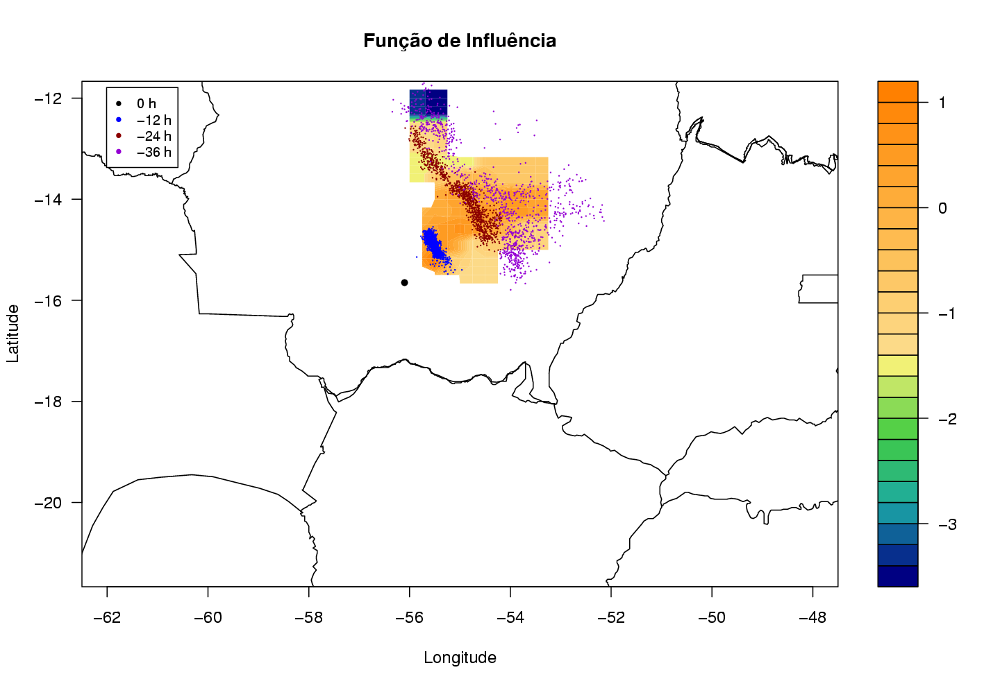 Função de Influência
0 h
−12 h
−24 h
−36 h
−12
−14
−16
−18
−20
Latitude
−62
−60
−58
−56
−54
−52
−50
−48
Longitude
1
0
−1
−2
−3